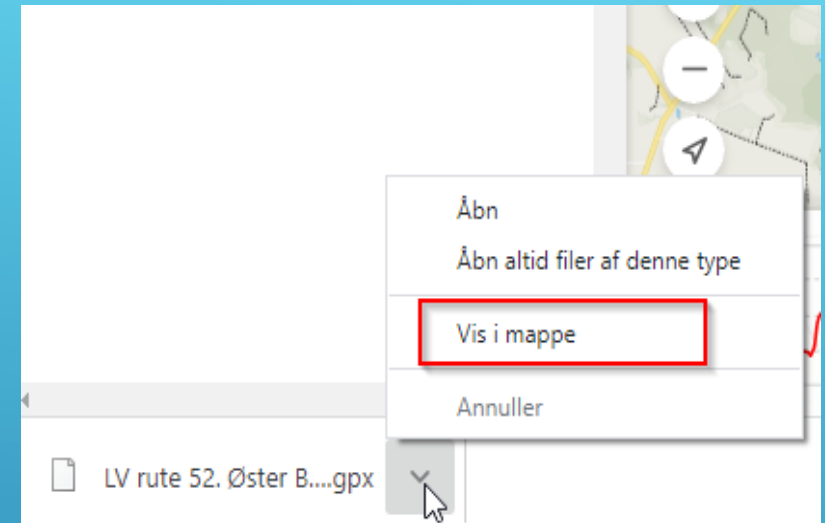 Åbn
Åbn altid filer af denne type
Vis i mappe
Annuller
LV rute 52. Øster B....gpx